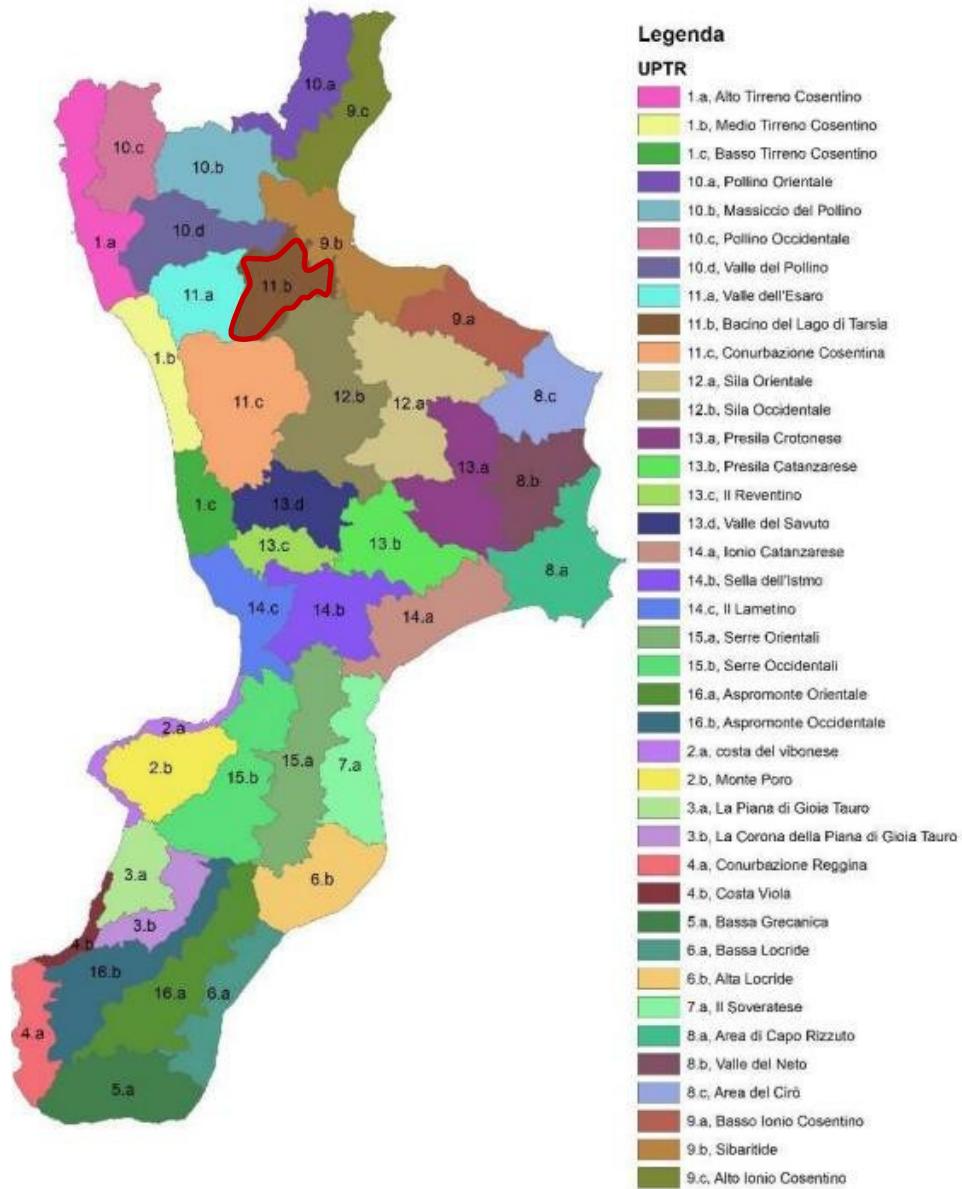 Legenda
UPTR
1.a, Alto Tirreno Cosentino
1.b, Medio Tirreno Cosentino
1.c, Basso Tirreno Cosentino
10.a, Pollino Orientale
10.b, Massiccio del Pollino
10.c, Pollino Occidentale
10.d, Valle del Pollino
11.a, Valle dell'Esaro
11.b, Bacino del Lago di Tarsia
11.c, Conurbazione Cosentina
12.a, Sila Orientale
12.b, Sila Occidentale
13.a, Presila Crotonese
13.b, Presila Catanzarese
13.c, Il Reventino
13.d, Valle del Savuto
14.a, Ionio Catanzarese
14.b, Sella dell'Istmo
14.c, Il Lametino
15.a, Serre Orientali
15.b, Serre Occidentali
16.a, Aspromonte Orientale
16.b, Aspromonte Occidentale
2.a, costa del vibonese
2.b, Monte Poro
3.a, La Piana di Gioia Tauro
3.b, La Corona della Piana di Gioia Tauro
4.a, Conurbazione Reggina
4.b, Costa Viola
5.a, Bassa Grecanica
6.a, Bassa Locride
6.b, Alta Locride
7.a, Il Soveratese
8.a, Area di Capo Rizzuto
8.b, Valle del Neto
8.c, Area del Cirò
9.a, Basso Ionio Cosentino
9.b, Sibaritide
9.c, Alto Ionio Cosentino
10.a
9.c
10.c
10.b
1.a
10.d
9.b
11.a
11.b
9.a
1.b
11.c
12.b
12.a
8.c
13.a
8.b
1.c
13.d
13.c
13.b
8.a
14.c
14.b
14.a
2.a
2.b
15.b
15.a
7.a
3.a
6.b
3.b
4.b
16.b
16.a
6.a
4.a
5.a